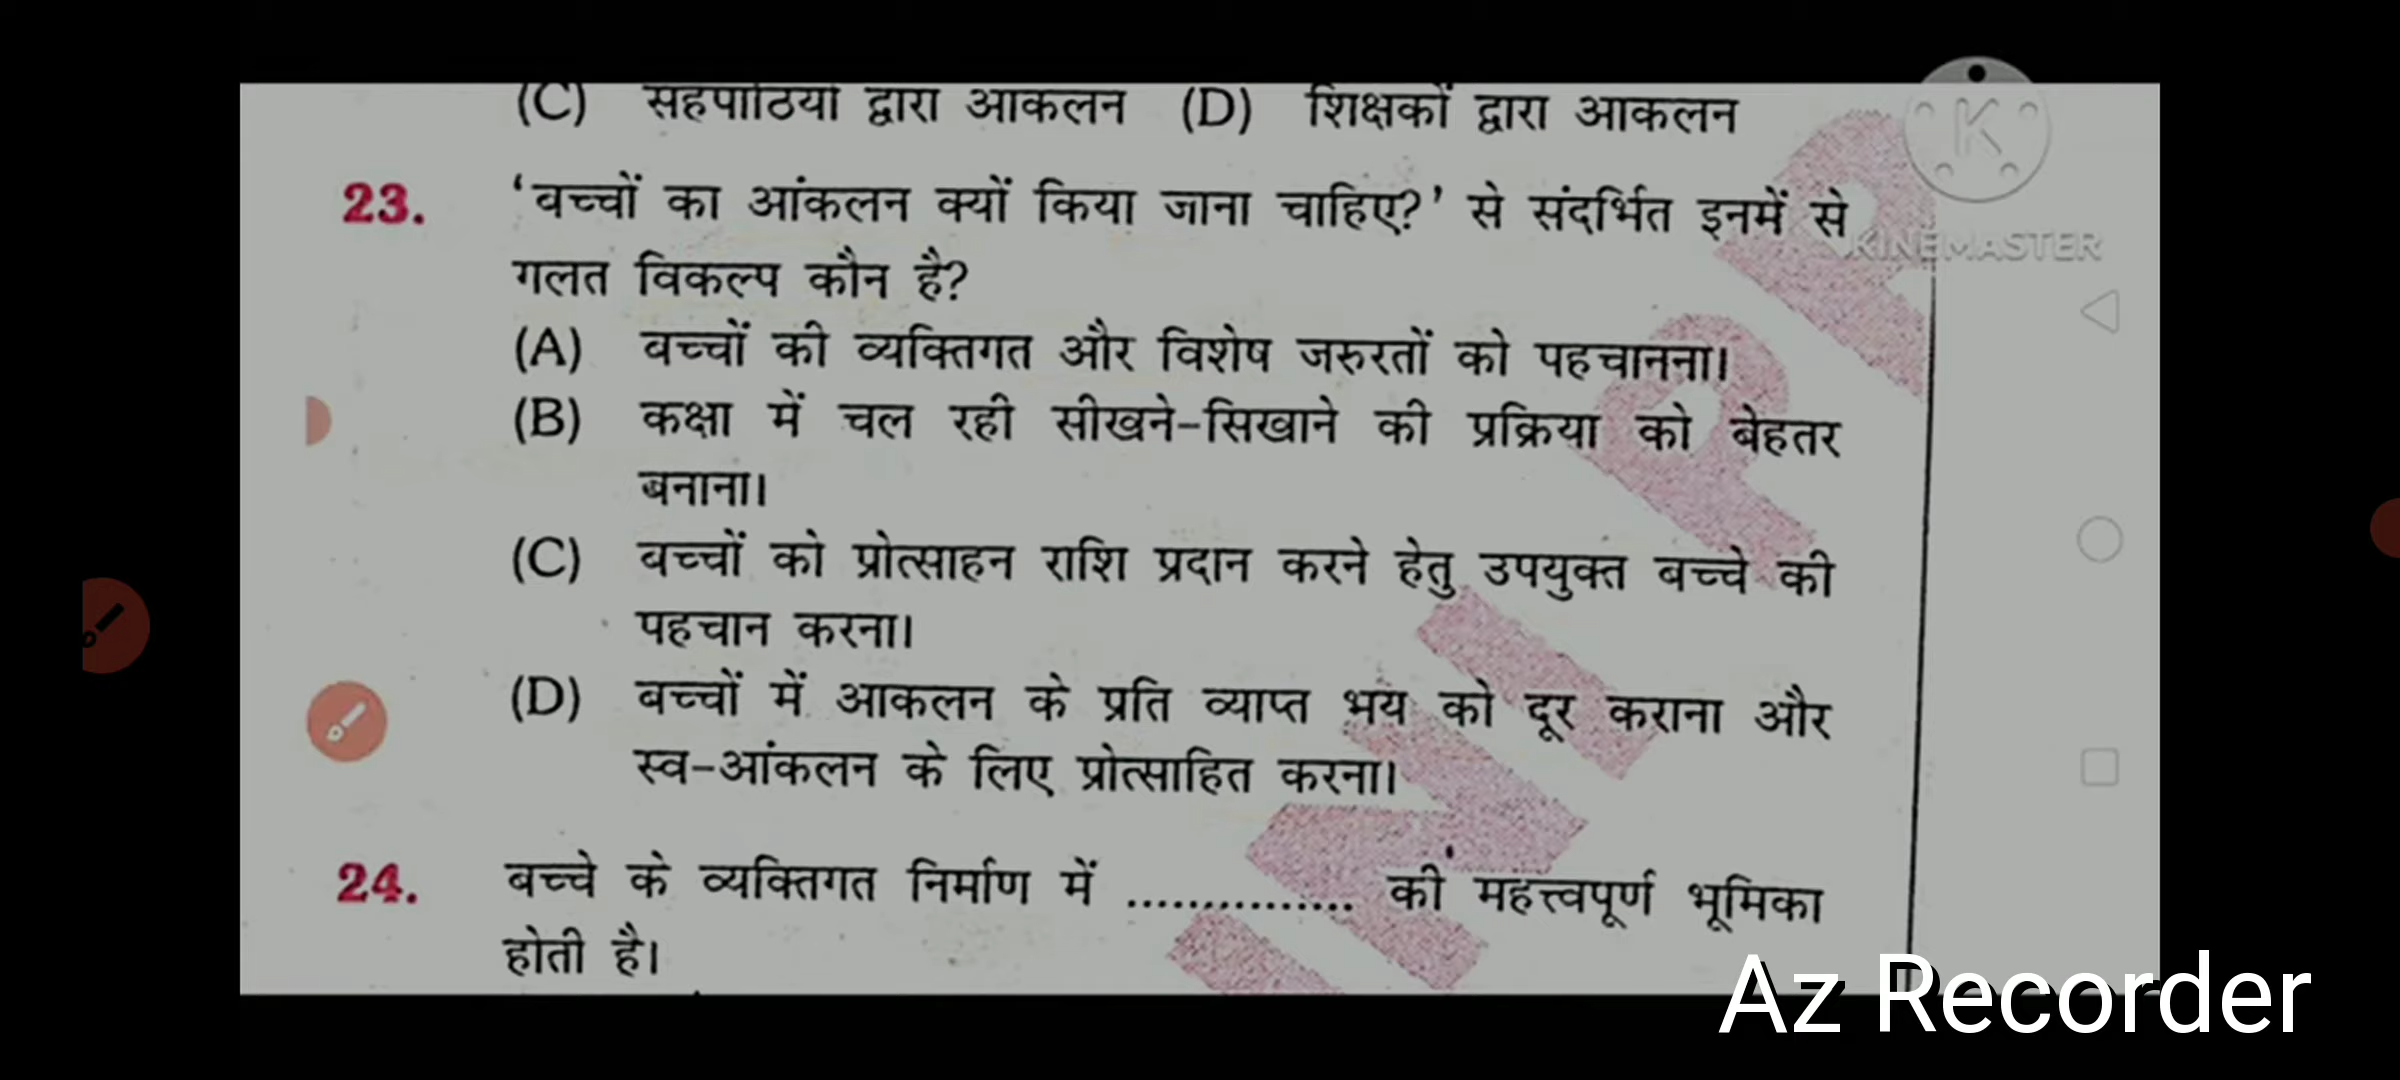 (C) सहपाठियों द्वारा आकलन (D) शिक्षकों द्वारा आकलन
23. ‘बच्चों का आंकलन क्यों किया जाना चाहिए?’ से संदर्भित इनमें से
गलत विकल्प कौन है?
(A) बच्चों की व्यक्तिगत और विशेष जरुरतों को पहचानना।
(B) कक्षा में चल रही सीखने-सिखाने की प्रक्रिया को बेहतर
बनाना।
(C) बच्चों को प्रोत्साहन राशि प्रदान करने हेतु उपयुक्त बच्चे की
पहचान करना।
(D) बच्चों में आकलन के प्रति व्याप्त भय को दूर कराना और
स्व-आंकलन के लिए प्रोत्साहित करना।
24. बच्चे के व्यक्तिगत निर्माण में ............... की महत्त्वपूर्ण भूमिका
होती है।
K
KINEMASTER
Az Recorder